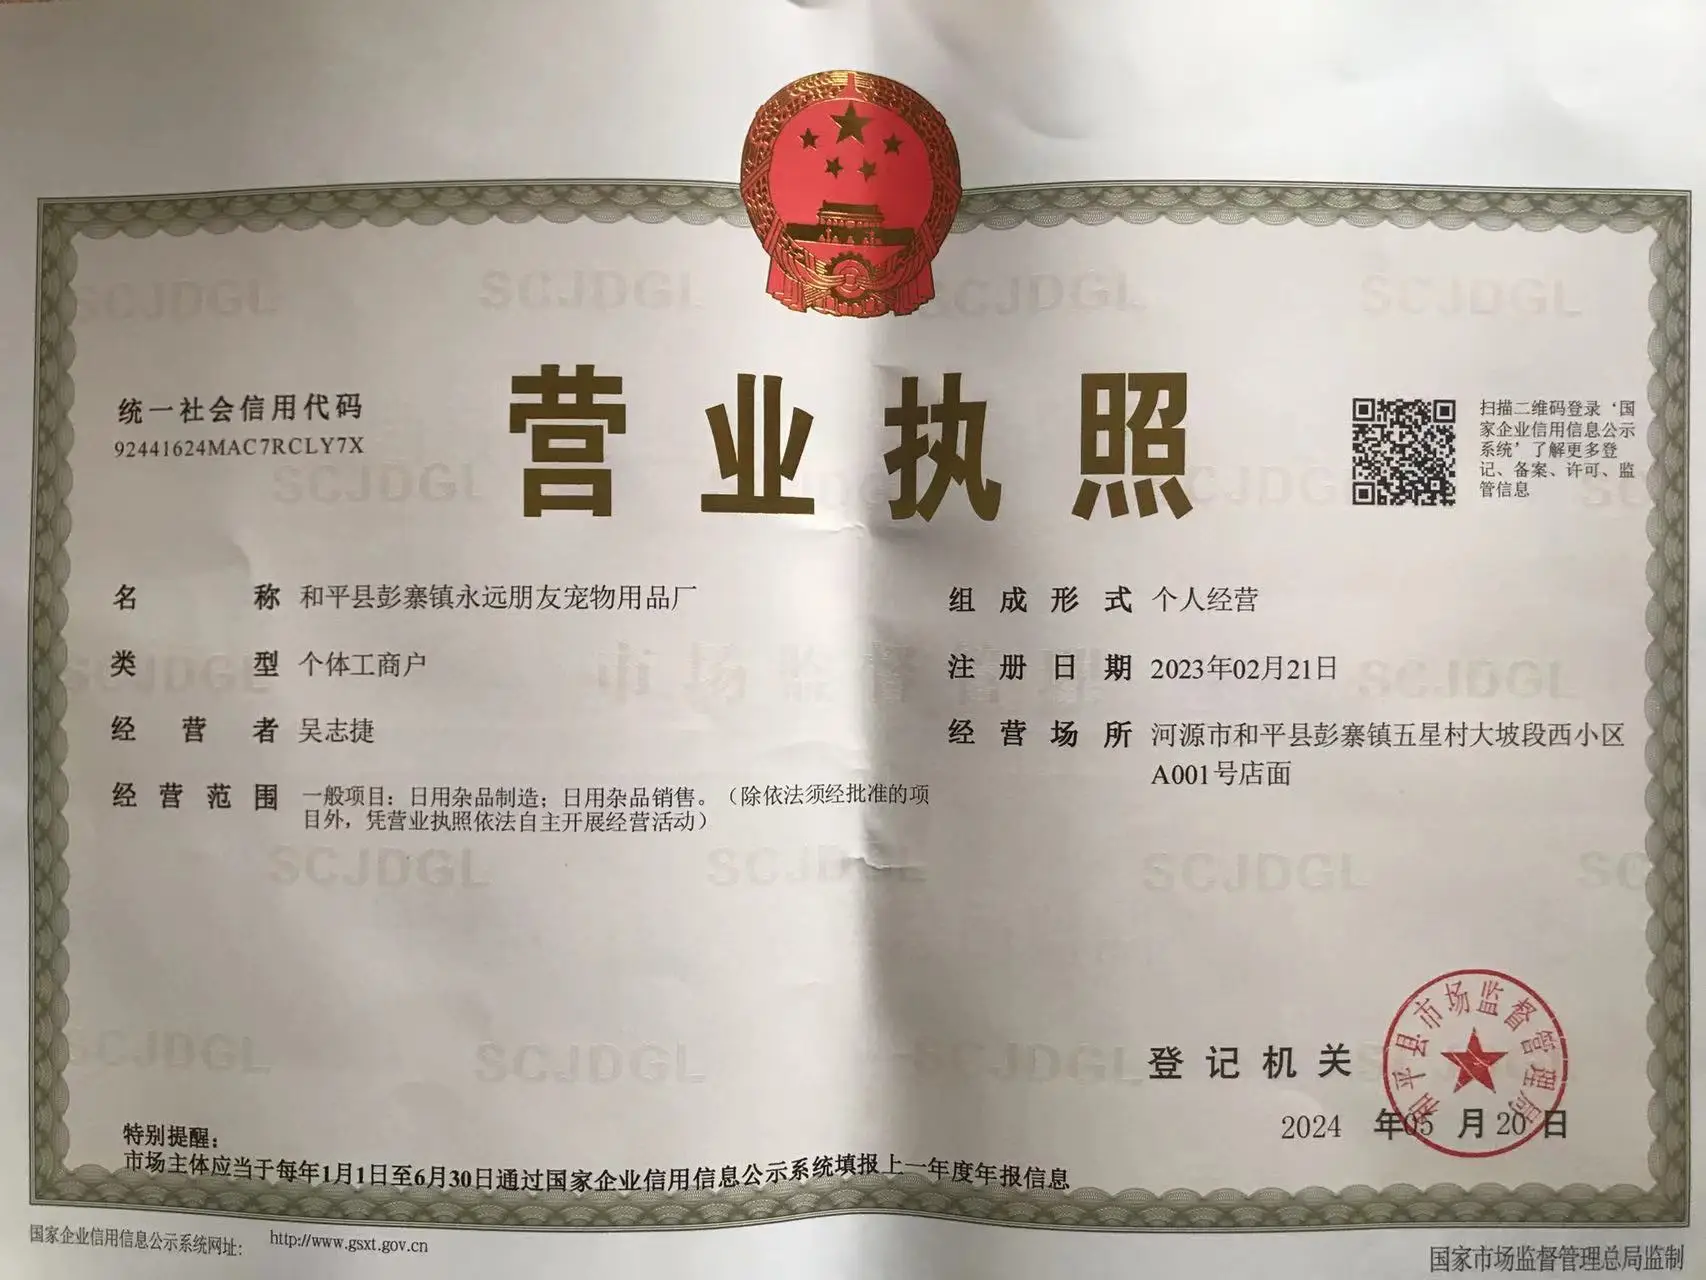 营业执照
统一社会信用代码
92441624MAC7RCLY7X
扫描二维码登录‘国
家企业信用信息公示
系统’了解更多登
记、备案、许可、监
管信息
名称 和平县彭寨镇永远朋友宠物用品厂
类型 个体工商户
经营者 吴志捷
经营范围 一般项目：日用杂品制造；日用杂品销售。（除依法须经批准的项
目外，凭营业执照依法自主开展经营活动）
组成形式 个人经营
注册日期 2023年02月21日
经营场所 河源市和平县彭寨镇五星村大坡段西小区
A001号店面
SCJDGL
市场监督管理
登记机关
和平县市场监督管理局
2024 年05 月20日
特别提醒：
市场主体应当于每年1月1日至6月30日通过国家企业信用信息公示系统填报上一年度年报信息
国家企业信用信息公示系统网址： http://www.gsxt.gov.cn
国家市场监督管理总局监制